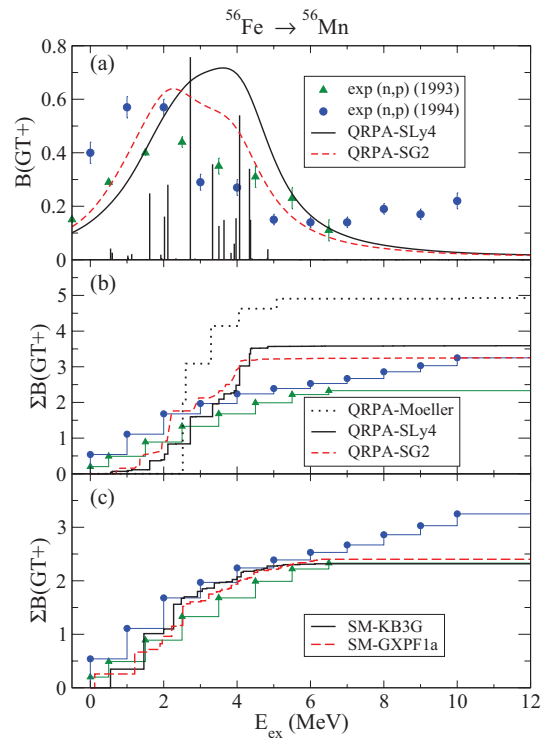 ⁵⁶Fe → ⁵⁶Mn
(a)
exp (n,p) (1993)
exp (n,p) (1994)
QRPA-SLy4
QRPA-SG2
B(GT+)
0.8
0.6
0.4
0.2
0
(b)
ΣB(GT+)
5
4
3
2
1
0
QRPA-Moeller
QRPA-SLy4
QRPA-SG2
(c)
ΣB(GT+)
3
2
1
0
SM-KB3G
SM-GXPF1a
0 2 4 6 8 10 12
E_ex (MeV)